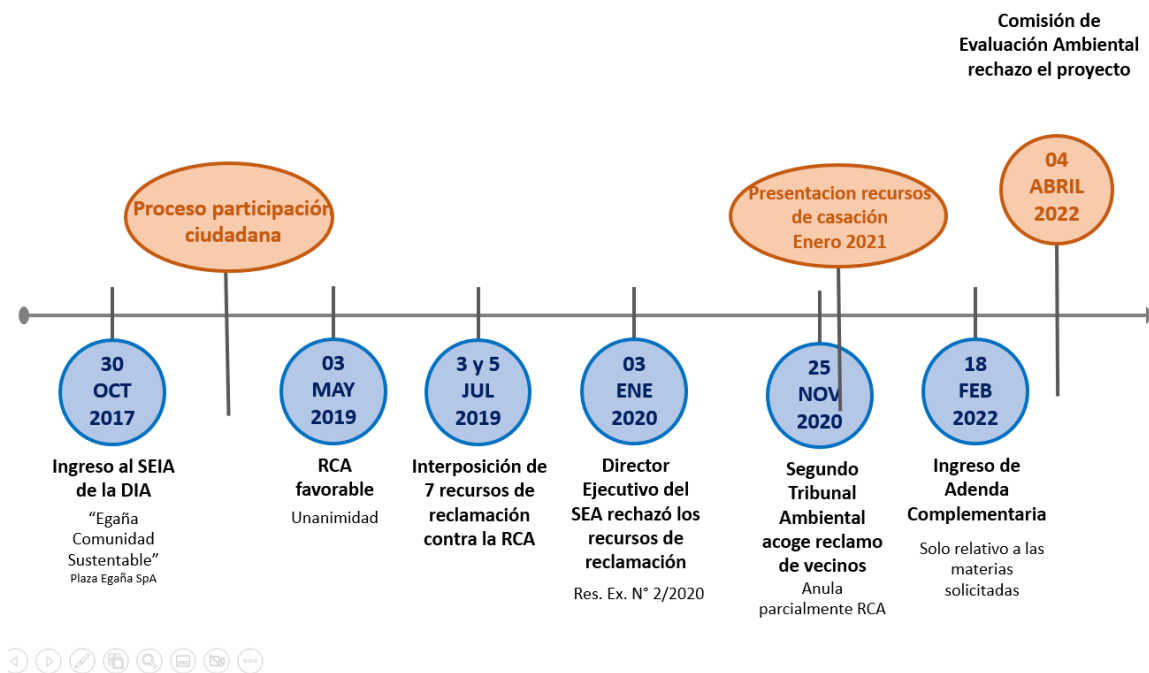 Comisión de
Evaluación Ambiental
rechazo el proyecto
04
ABRIL
2022
Proceso participación
ciudadana
Presentacion recursos
de casación
Enero 2021
30
OCT
2017
Ingreso al SEIA
de la DIA
“Egaña
Comunidad
Sustentable”
Plaza Egaña SpA
03
MAY
2019
RCA
favorable
Unanimidad
3 y 5
JUL
2019
Interposición de
7 recursos de
reclamación
contra la RCA
03
ENE
2020
Director
Ejecutivo del
SEA rechazó los
recursos de
reclamación
Res. Ex. N° 2/2020
25
NOV
2020
Segundo
Tribunal
Ambiental
acoge reclamo
de vecinos
Anula
parcialmente RCA
18
FEB
2022
Ingreso de
Adenda
Complementaria
Solo relativo a las
materias
solicitadas